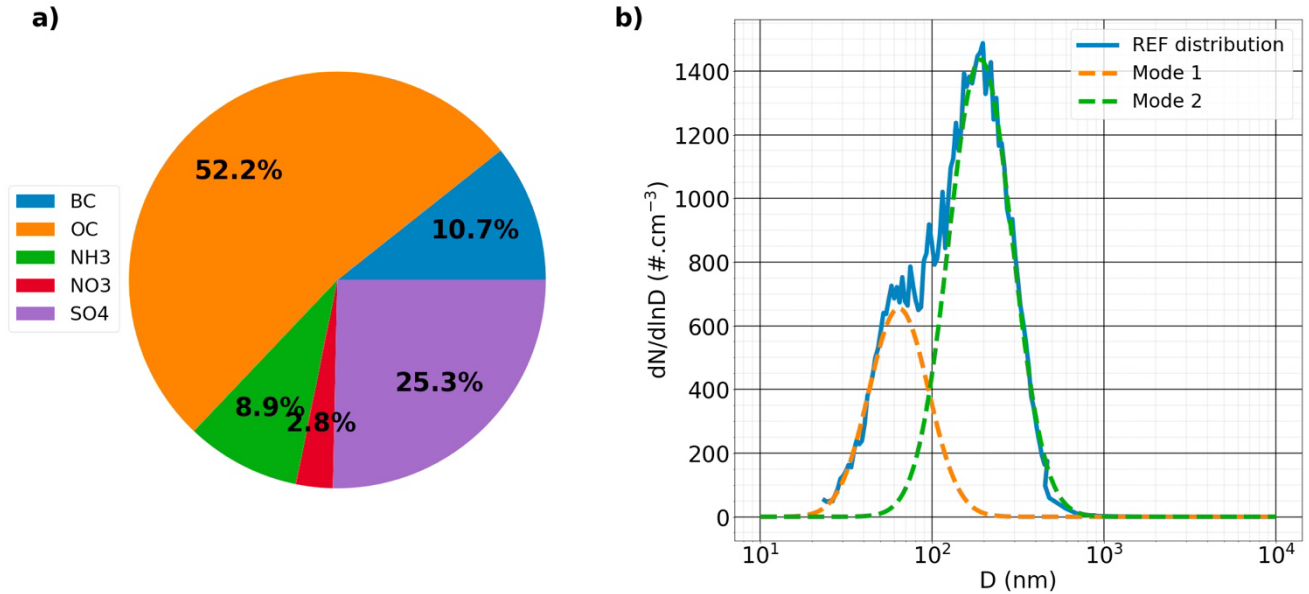 a)
BC
OC
NH3
NO3
SO4
52.2%
10.7%
8.9%
2.8%
25.3%
b)
REF distribution
Mode 1
Mode 2
dN/dlnD (#.cm⁻³)
1400
1200
1000
800
600
400
200
0
10¹
10²
10³
10⁴
D (nm)